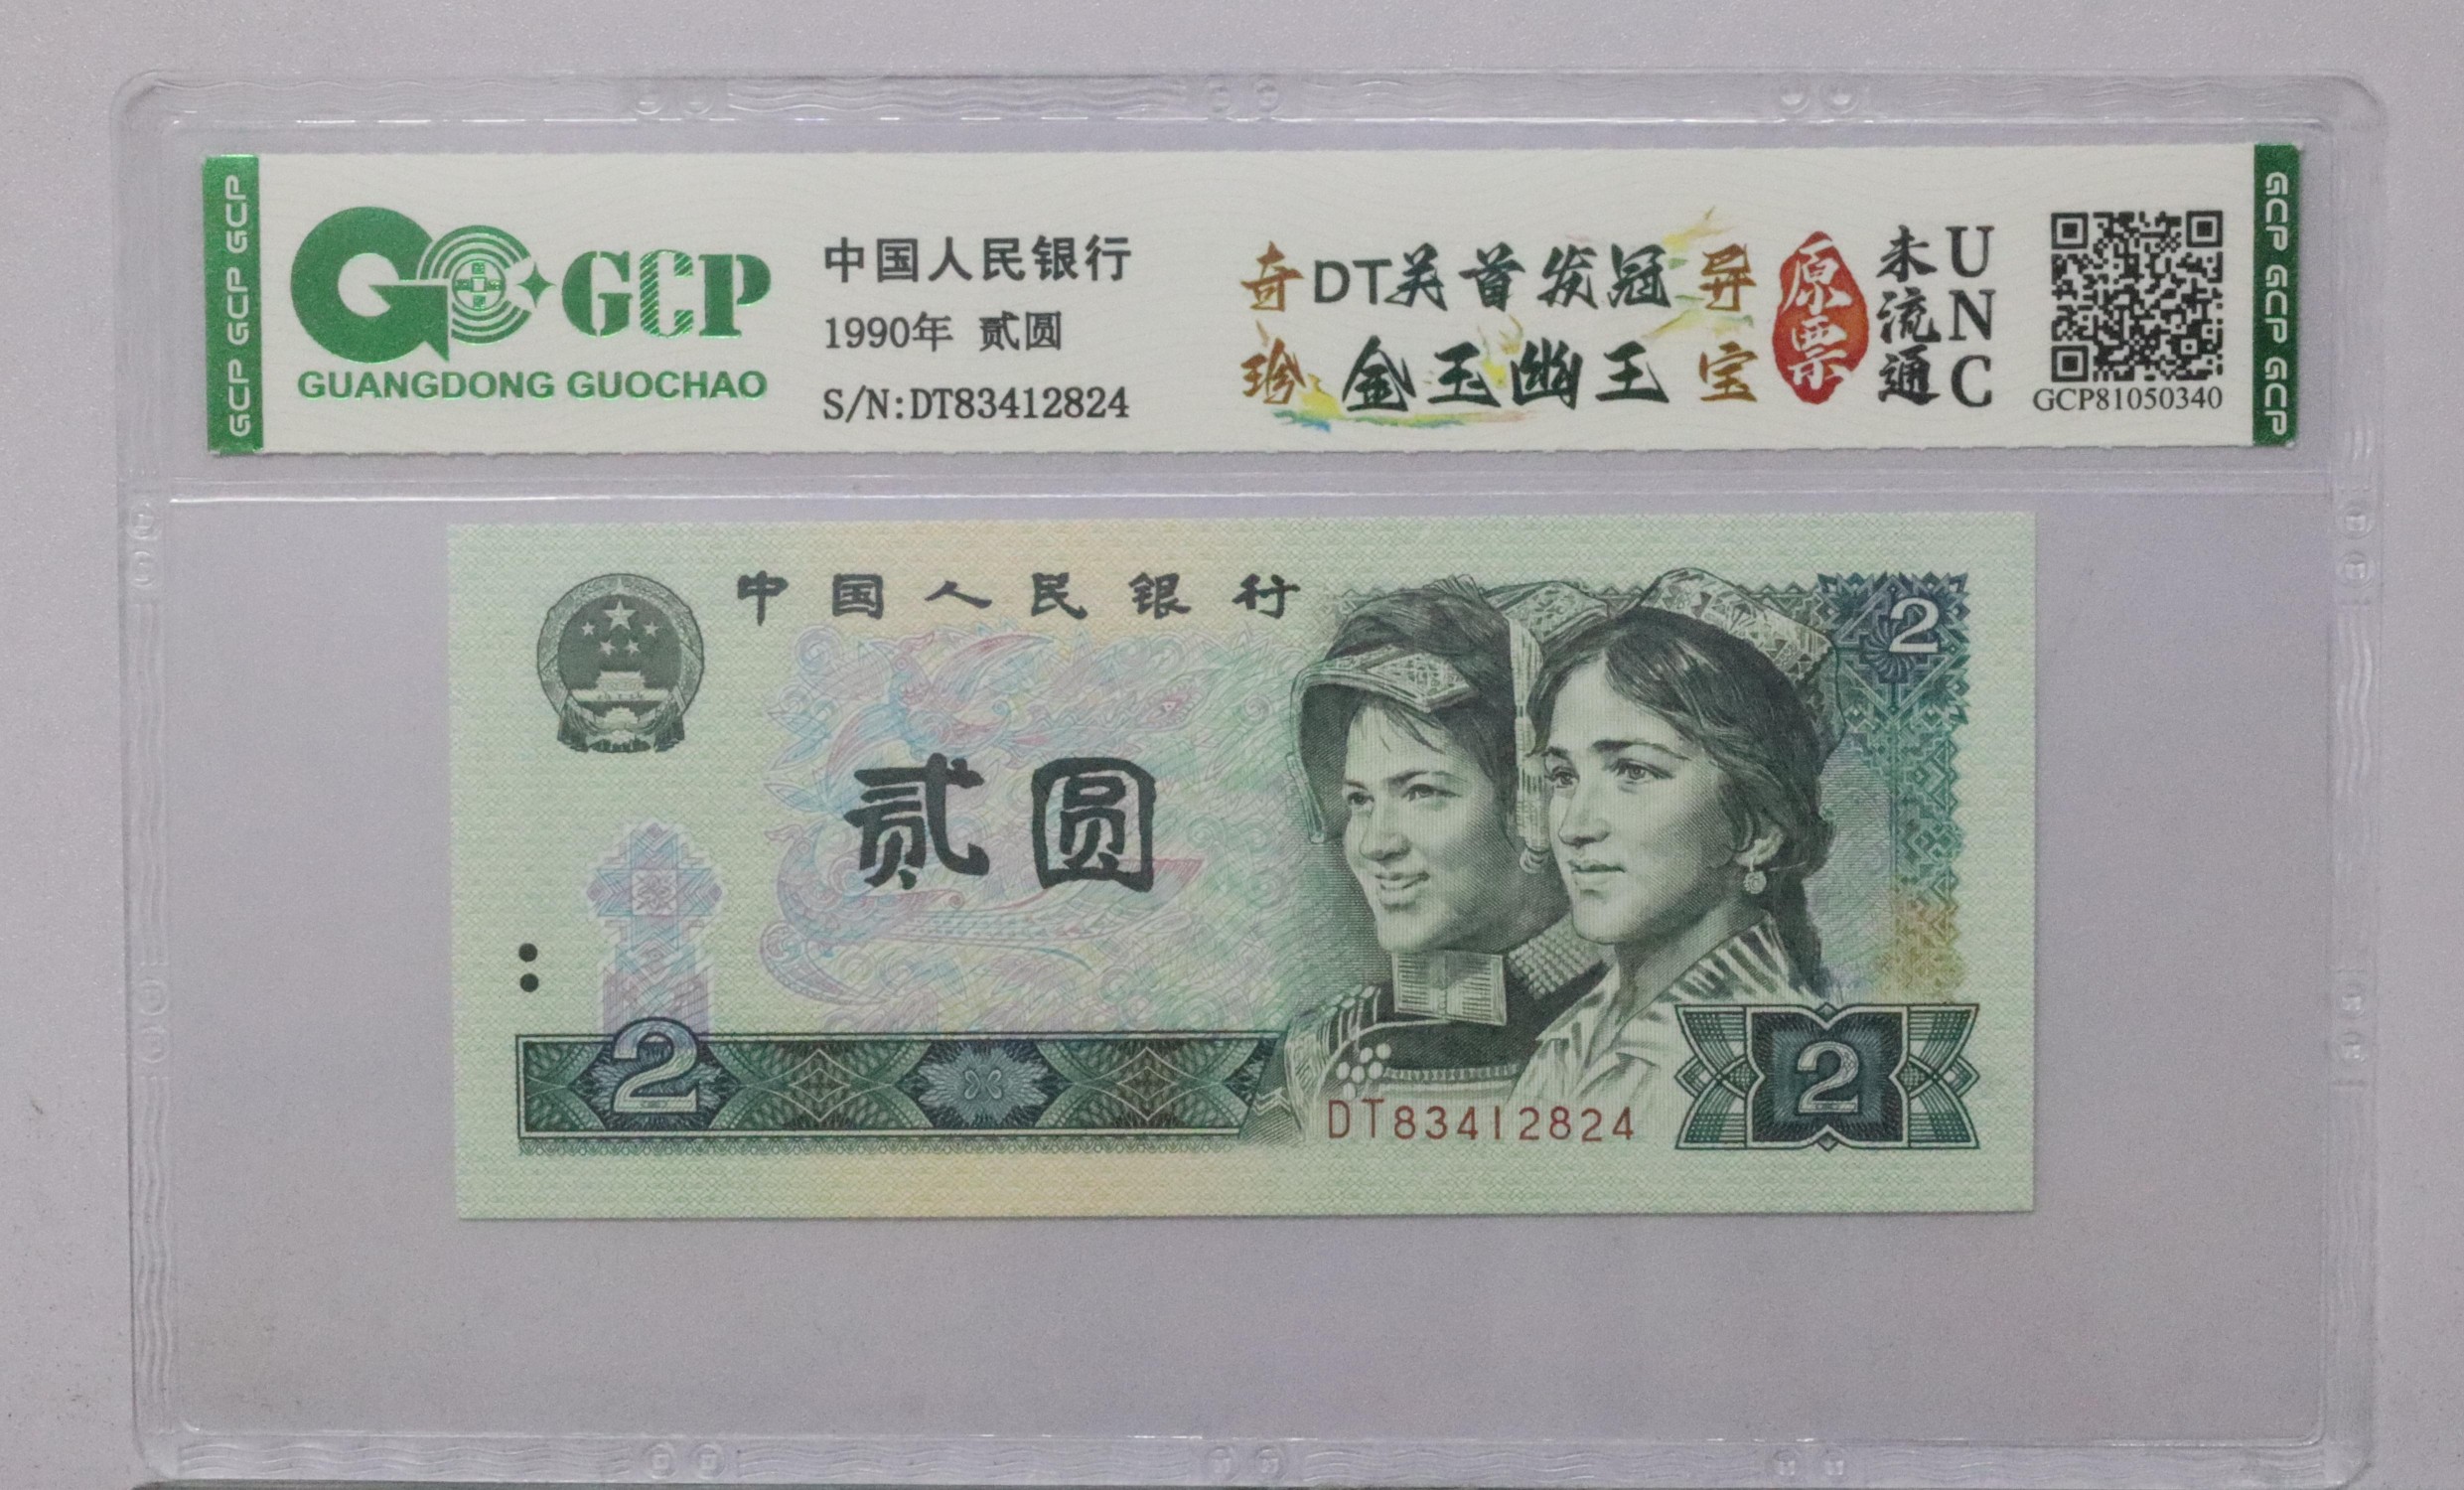 GCP GCP GCP
GCP
GUANGDONG GUOCHAO
中国人民银行
1990年 贰圆
S/N:DT83412824
奇 DT关首发冠 异
珍 金玉幽王 宝
原票
未流通
UNC
GCP81050340
GCP GCP GCP
中国人民银行
2
贰圆
2
DT83412824
2